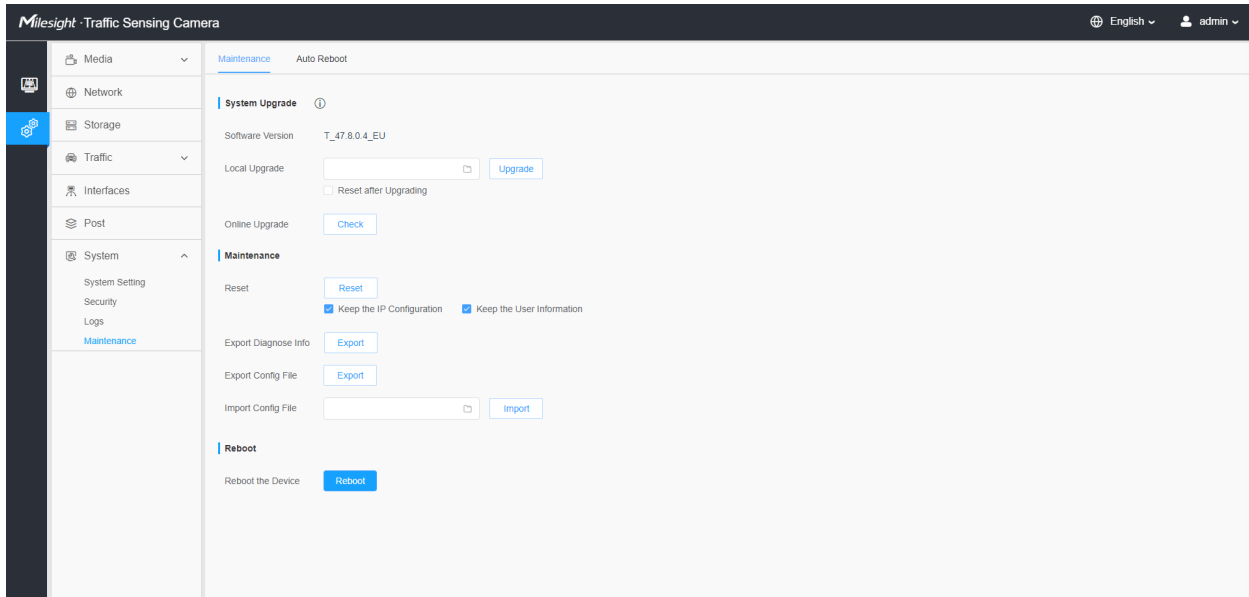 Milesight · Traffic Sensing Camera
English
admin
Media
Network
Storage
Traffic
Interfaces
Post
System
System Setting
Security
Logs
Maintenance
Maintenance Auto Reboot
System Upgrade
Software Version T_47.8.0.4_EU
Local Upgrade Upgrade
Reset after Upgrading
Online Upgrade Check
Maintenance
Reset Reset
Keep the IP Configuration Keep the User Information
Export Diagnose Info Export
Export Config File Export
Import Config File Import
Reboot
Reboot the Device Reboot